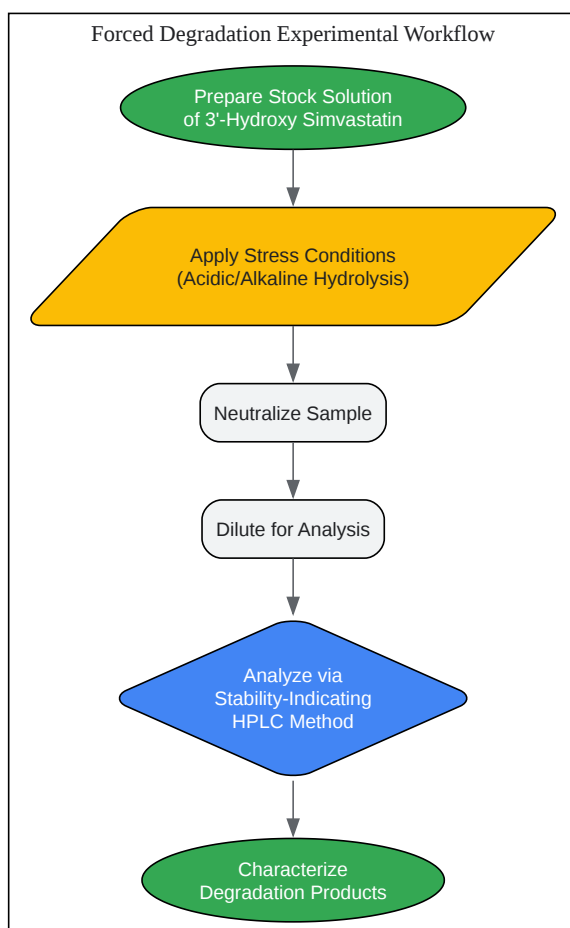 Forced Degradation Experimental Workflow
Prepare Stock Solution
of 3'-Hydroxy Simvastatin
Apply Stress Conditions
(Acidic/Alkaline Hydrolysis)
Neutralize Sample
Dilute for Analysis
Analyze via
Stability-Indicating
HPLC Method
Characterize
Degradation Products